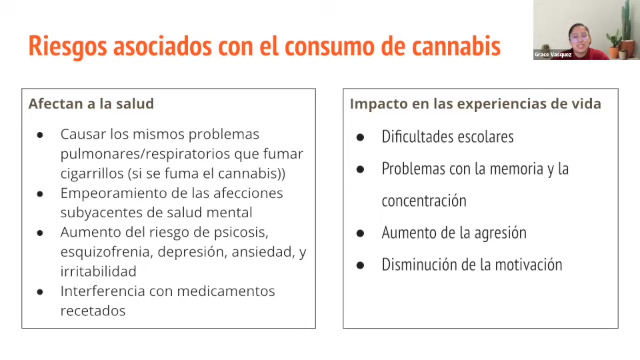 Riesgos asociados con el consumo de cannabis
Grace Vasquez
Afectan a la salud
● Causar los mismos problemas
pulmonares/respiratorios que fumar
cigarrillos (si se fuma el cannabis))
● Empeoramiento de las afecciones
subyacentes de salud mental
● Aumento del riesgo de psicosis,
esquizofrenia, depresión, ansiedad, y
irritabilidad
● Interferencia con medicamentos
recetados
Impacto en las experiencias de vida
● Dificultades escolares
● Problemas con la memoria y la
concentración
● Aumento de la agresión
● Disminución de la motivación